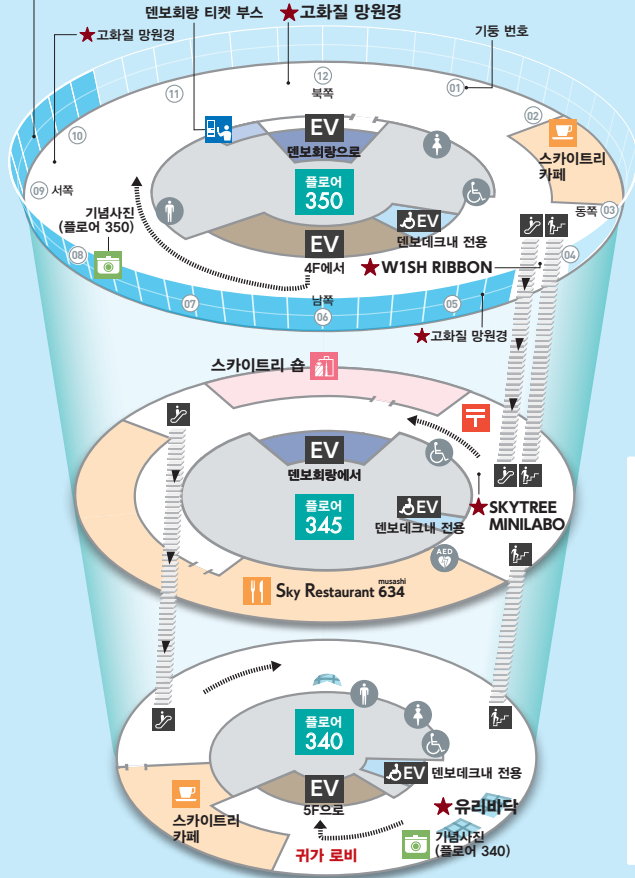 덴보회랑 티켓 부스
★고화질 망원경
★고화질 망원경
기둥 번호
12
북쪽
11
01
10
02
EV
덴보회랑으로
스카이트리
카페
플로어
350
09 서쪽
동쪽 03
기념사진
(플로어 350)
EV
덴보데크내 전용
EV
4F에서
★W1SH RIBBON
08
04
남쪽
07
06
05
★고화질 망원경
스카이트리 숍
EV
덴보회랑에서
플로어
345
EV
덴보데크내 전용
★SKYTREE
MINILABO
AED
musashi
Sky Restaurant 634
플로어
340
EV 덴보데크내 전용
EV
5F으로
스카이트리
카페
★유리바닥
귀가 로비
기념사진
(플로어 340)